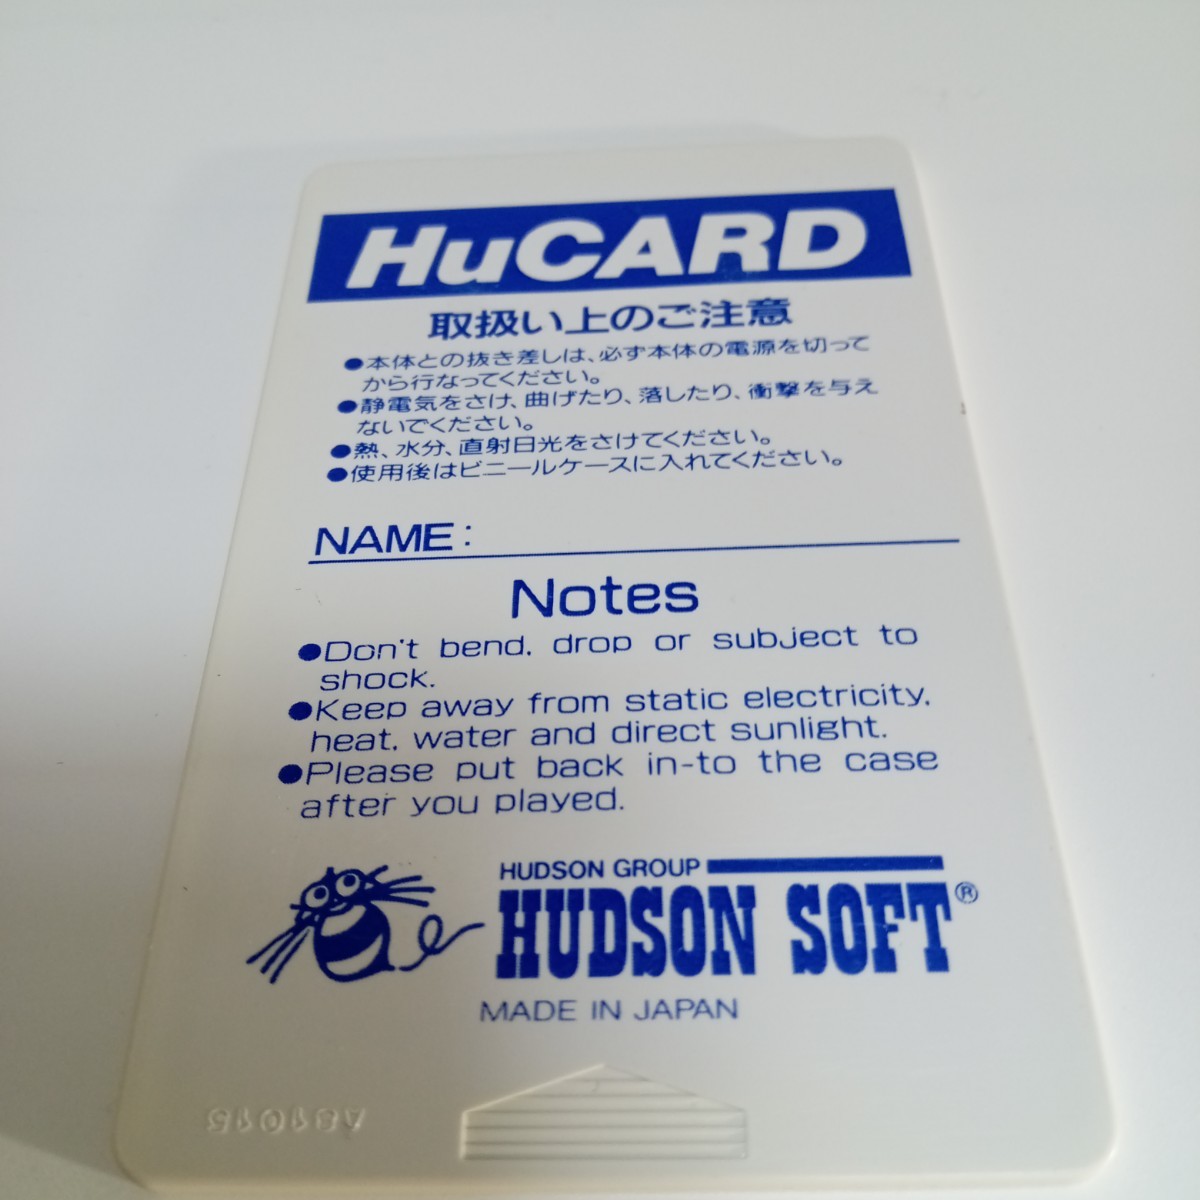 HuCARD
取扱い上のご注意
●本体との抜き差しは、必ず本体の電源を切って
から行なってください。
●静電気をさけ、曲げたり、落したり、衝撃を与え
ないでください。
●熱、水分、直射日光をさけてください。
●使用後はビニールケースに入れてください。
NAME:
Notes
●Don't bend, drop or subject to
shock.
●Keep away from static electricity,
heat, water and direct sunlight.
●Please put back in-to the case
after you played.
HUDSON GROUP
HUDSON SOFT®
MADE IN JAPAN